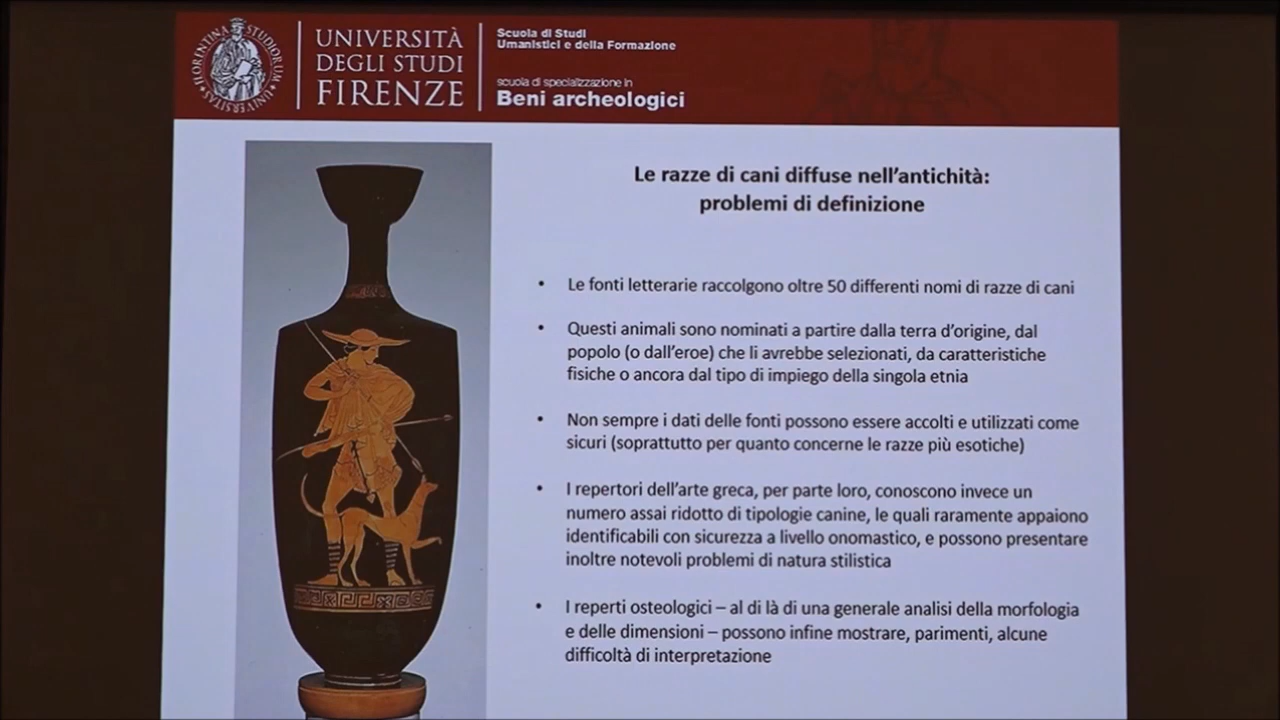 FLORENTINA STUDIORUM UNIVERSITAS
UNIVERSITÀ
DEGLI STUDI
FIRENZE
Scuola di Studi
Umanistici e della Formazione
scuola di specializzazione in
Beni archeologici
Le razze di cani diffuse nell'antichità:
problemi di definizione
• Le fonti letterarie raccolgono oltre 50 differenti nomi di razze di cani
• Questi animali sono nominati a partire dalla terra d'origine, dal
popolo (o dall'eroe) che li avrebbe selezionati, da caratteristiche
fisiche o ancora dal tipo di impiego della singola etnia
• Non sempre i dati delle fonti possono essere accolti e utilizzati come
sicuri (soprattutto per quanto concerne le razze più esotiche)
• I repertori dell'arte greca, per parte loro, conoscono invece un
numero assai ridotto di tipologie canine, le quali raramente appaiono
identificabili con sicurezza a livello onomastico, e possono presentare
inoltre notevoli problemi di natura stilistica
• I reperti osteologici – al di là di una generale analisi della morfologia
e delle dimensioni – possono infine mostrare, parimenti, alcune
difficoltà di interpretazione